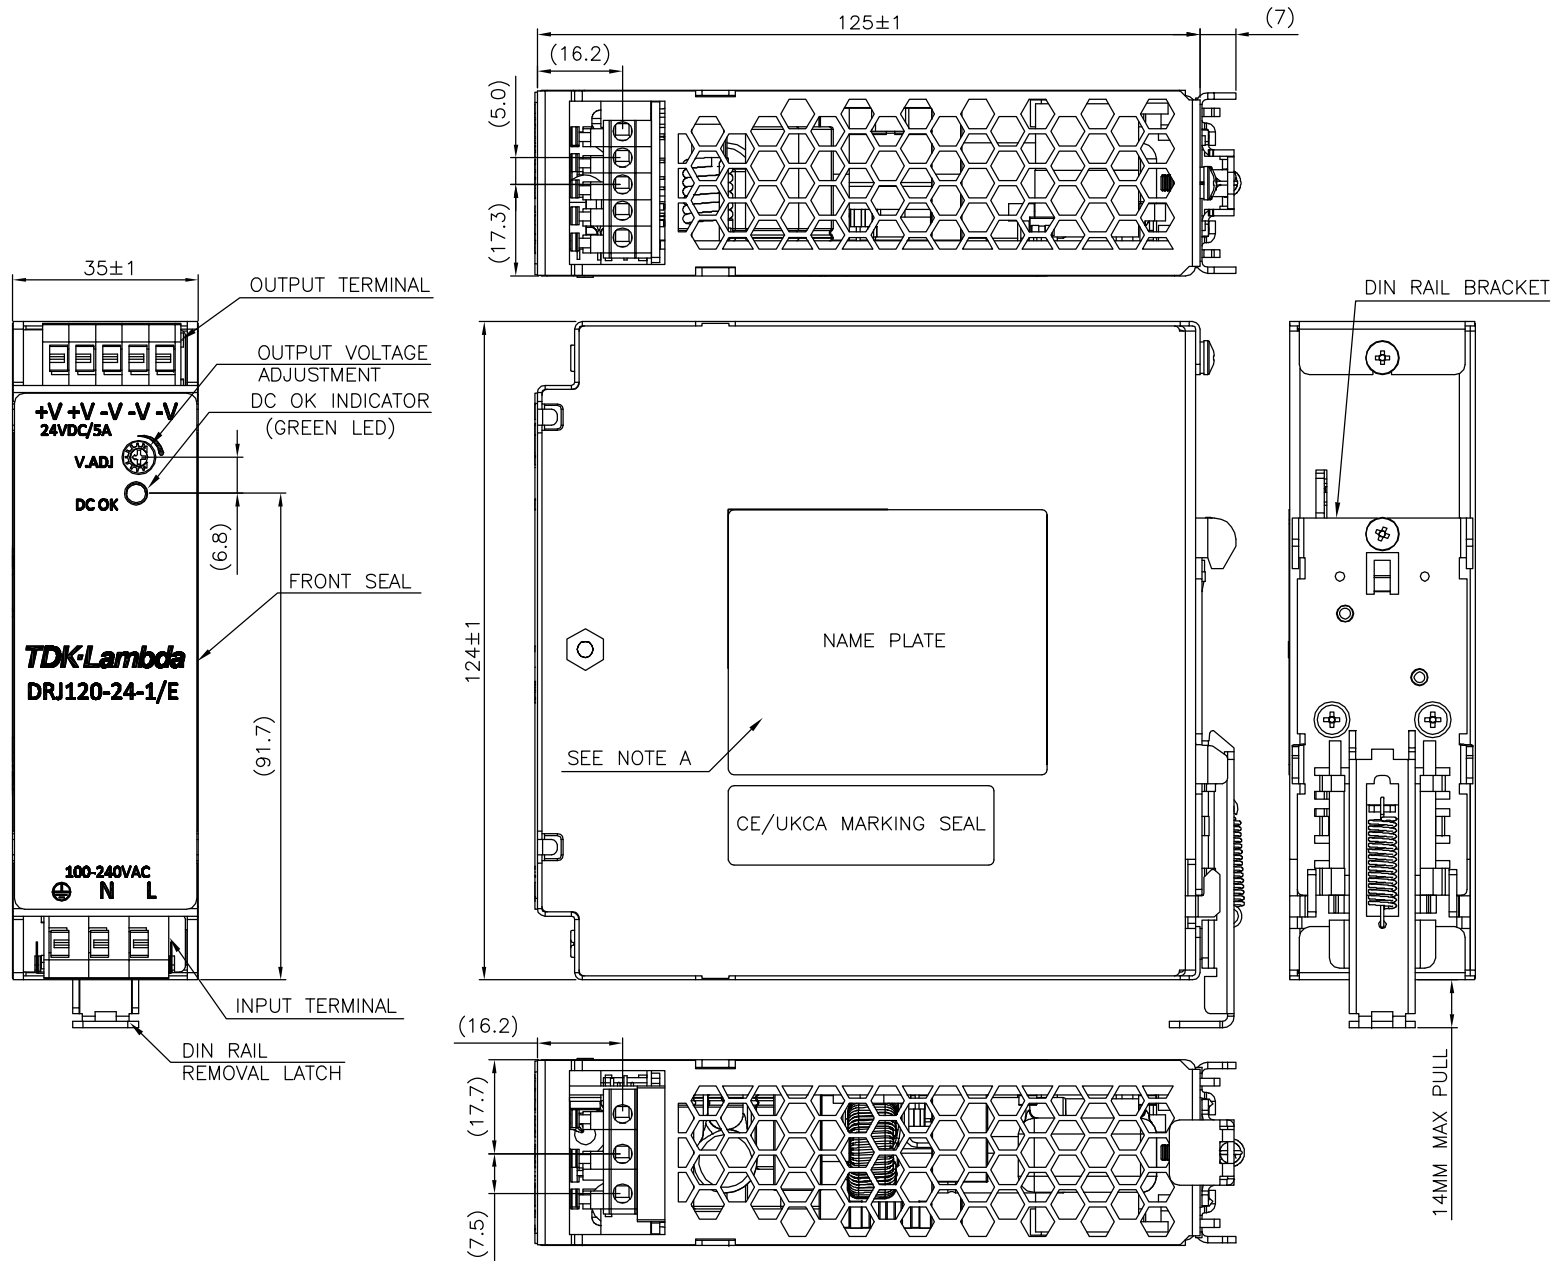 125±1
(7)
(16.2)
(5.0)
(17.3)
35±1
OUTPUT TERMINAL
OUTPUT VOLTAGE
ADJUSTMENT
DC OK INDICATOR
(GREEN LED)
+V +V -V -V -V
24VDC/5A
V.ADJ
DC OK
(6.8)
FRONT SEAL
TDK·Lambda
DRJ120-24-1/E
(91.7)
100-240VAC
N L
INPUT TERMINAL
DIN RAIL
REMOVAL LATCH
124±1
NAME PLATE
SEE NOTE A
CE/UKCA MARKING SEAL
DIN RAIL BRACKET
14MM MAX PULL
(16.2)
(17.7)
(7.5)